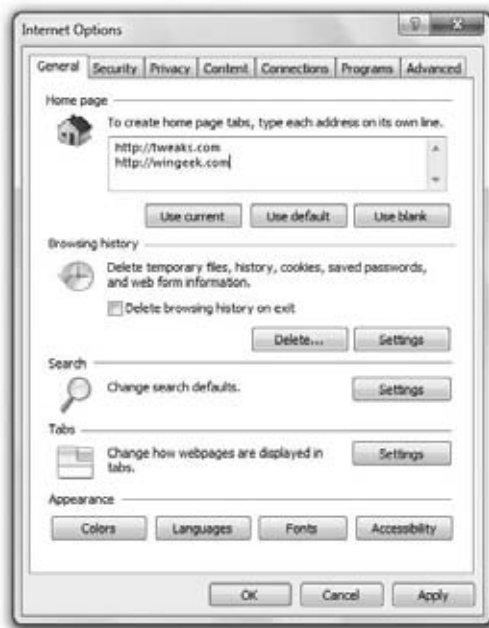 Internet Options
General Security Privacy Content Connections Programs Advanced
Home page
To create home page tabs, type each address on its own line.
http://tweaks.com
http://wingeek.com
Use current Use default Use blank
Browsing history
Delete temporary files, history, cookies, saved passwords,
and web form information.
Delete browsing history on exit
Delete... Settings
Search
Change search defaults.
Settings
Tabs
Change how webpages are displayed in
tabs.
Settings
Appearance
Colors Languages Fonts Accessibility
OK Cancel Apply